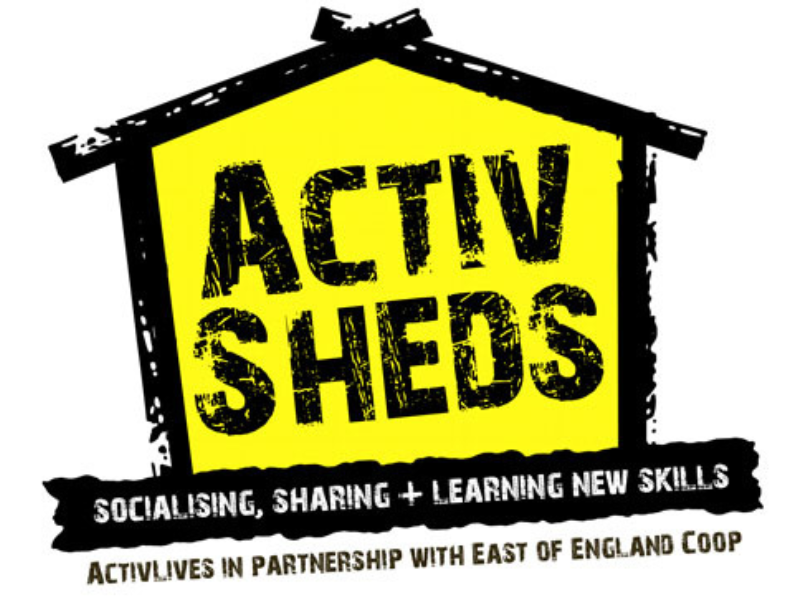 ACTIV
SHEDS
SOCIALISING, SHARING + LEARNING NEW SKILLS
ACTIVLIVES IN PARTNERSHIP WITH EAST OF ENGLAND COOP